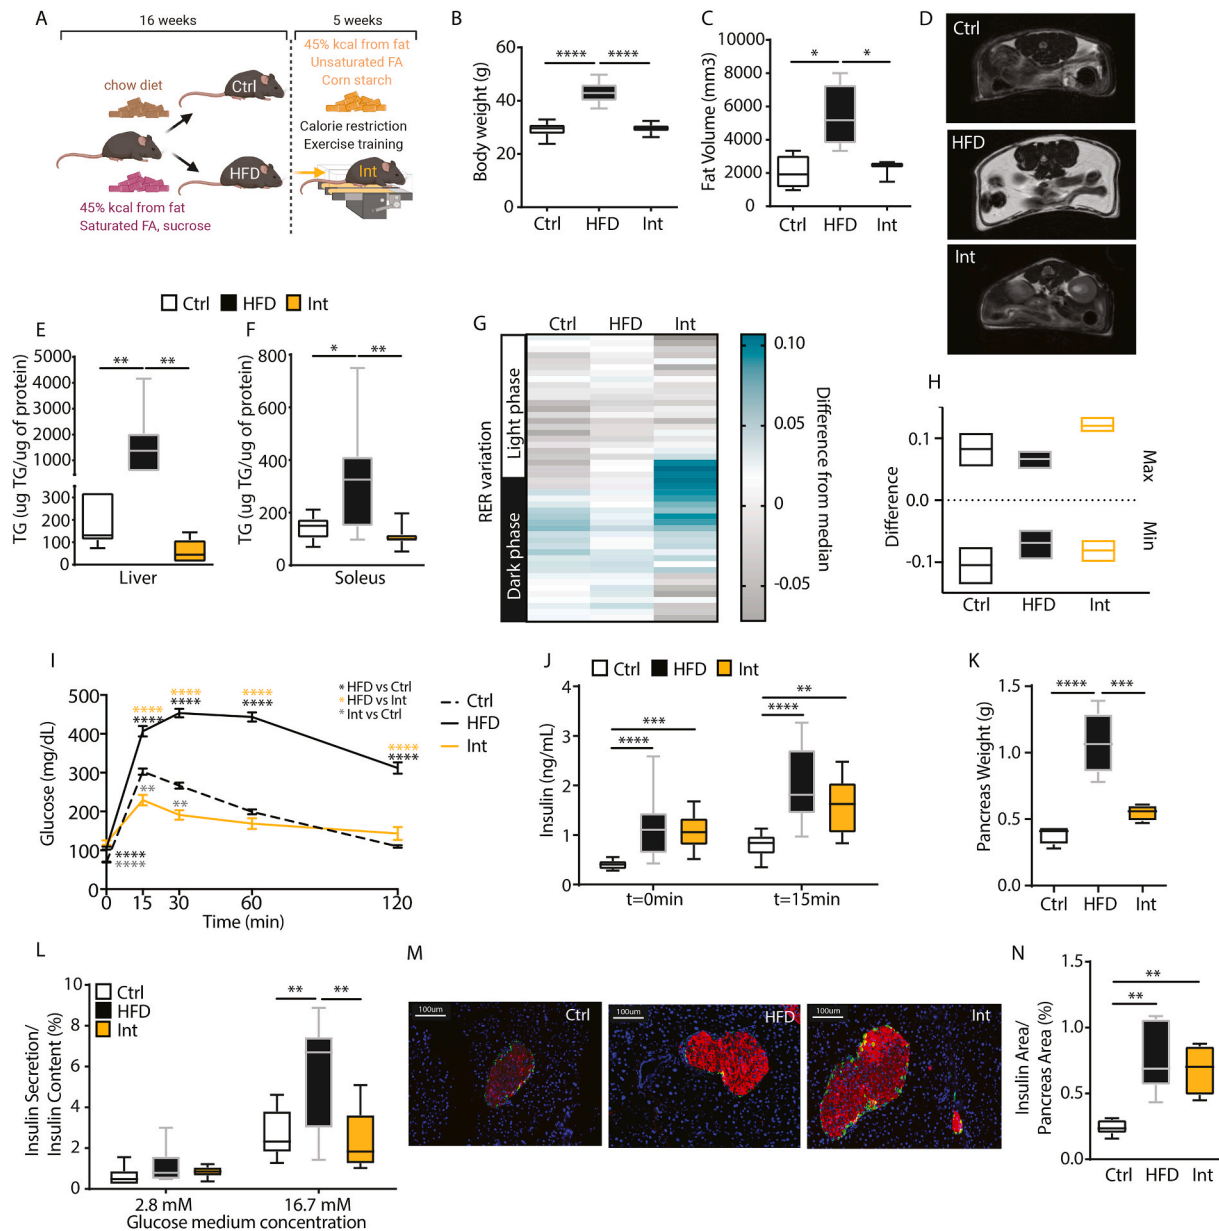 A
16 weeks
5 weeks
chow diet
Ctrl
HFD
45% kcal from fat
Saturated FA, sucrose
45% kcal from fat
Unsaturated FA
Corn starch
Calorie restriction
Exercise training
Int
B
Body weight (g)
60
40
20
0
**** ****
Ctrl HFD Int
C
Fat Volume (mm3)
10000
8000
6000
4000
2000
0
* *
Ctrl HFD Int
D
Ctrl
HFD
Int
Ctrl HFD Int
E
TG (ug TG/ug of protein)
5000
4000
3000
2000
1000
300
200
100
0
** **
Liver
F
TG (ug TG/ug of protein)
800
600
400
200
0
* **
Soleus
G
Ctrl HFD Int
RER variation
Light phase
Dark phase
0.10
0.05
0
-0.05
Difference from median
H
Difference
0.1
0.0
-0.1
Max
Min
Ctrl HFD Int
I
Glucose (mg/dL)
500
400
300
200
100
0
**** **** ****
**** **** ****
****
****
** **
****
****
* HFD vs Ctrl
* HFD vs Int
* Int vs Ctrl
Ctrl
HFD
Int
0 15 30 60 120
Time (min)
J
Ctrl HFD Int
Insulin (ng/mL)
4
3
2
1
0
***
****
**
****
t=0min t=15min
K
Pancreas Weight (g)
1.5
1.0
0.5
0.0
**** ***
Ctrl HFD Int
L
Insulin Secretion/
Insulin Content (%)
10
8
6
4
2
0
Ctrl
HFD
Int
** **
2.8 mM 16.7 mM
Glucose medium concentration
M
100um
Ctrl
100um
HFD
100um
Int
N
Insulin Area/
Pancreas Area (%)
1.5
1.0
0.5
0.0
**
**
Ctrl HFD Int